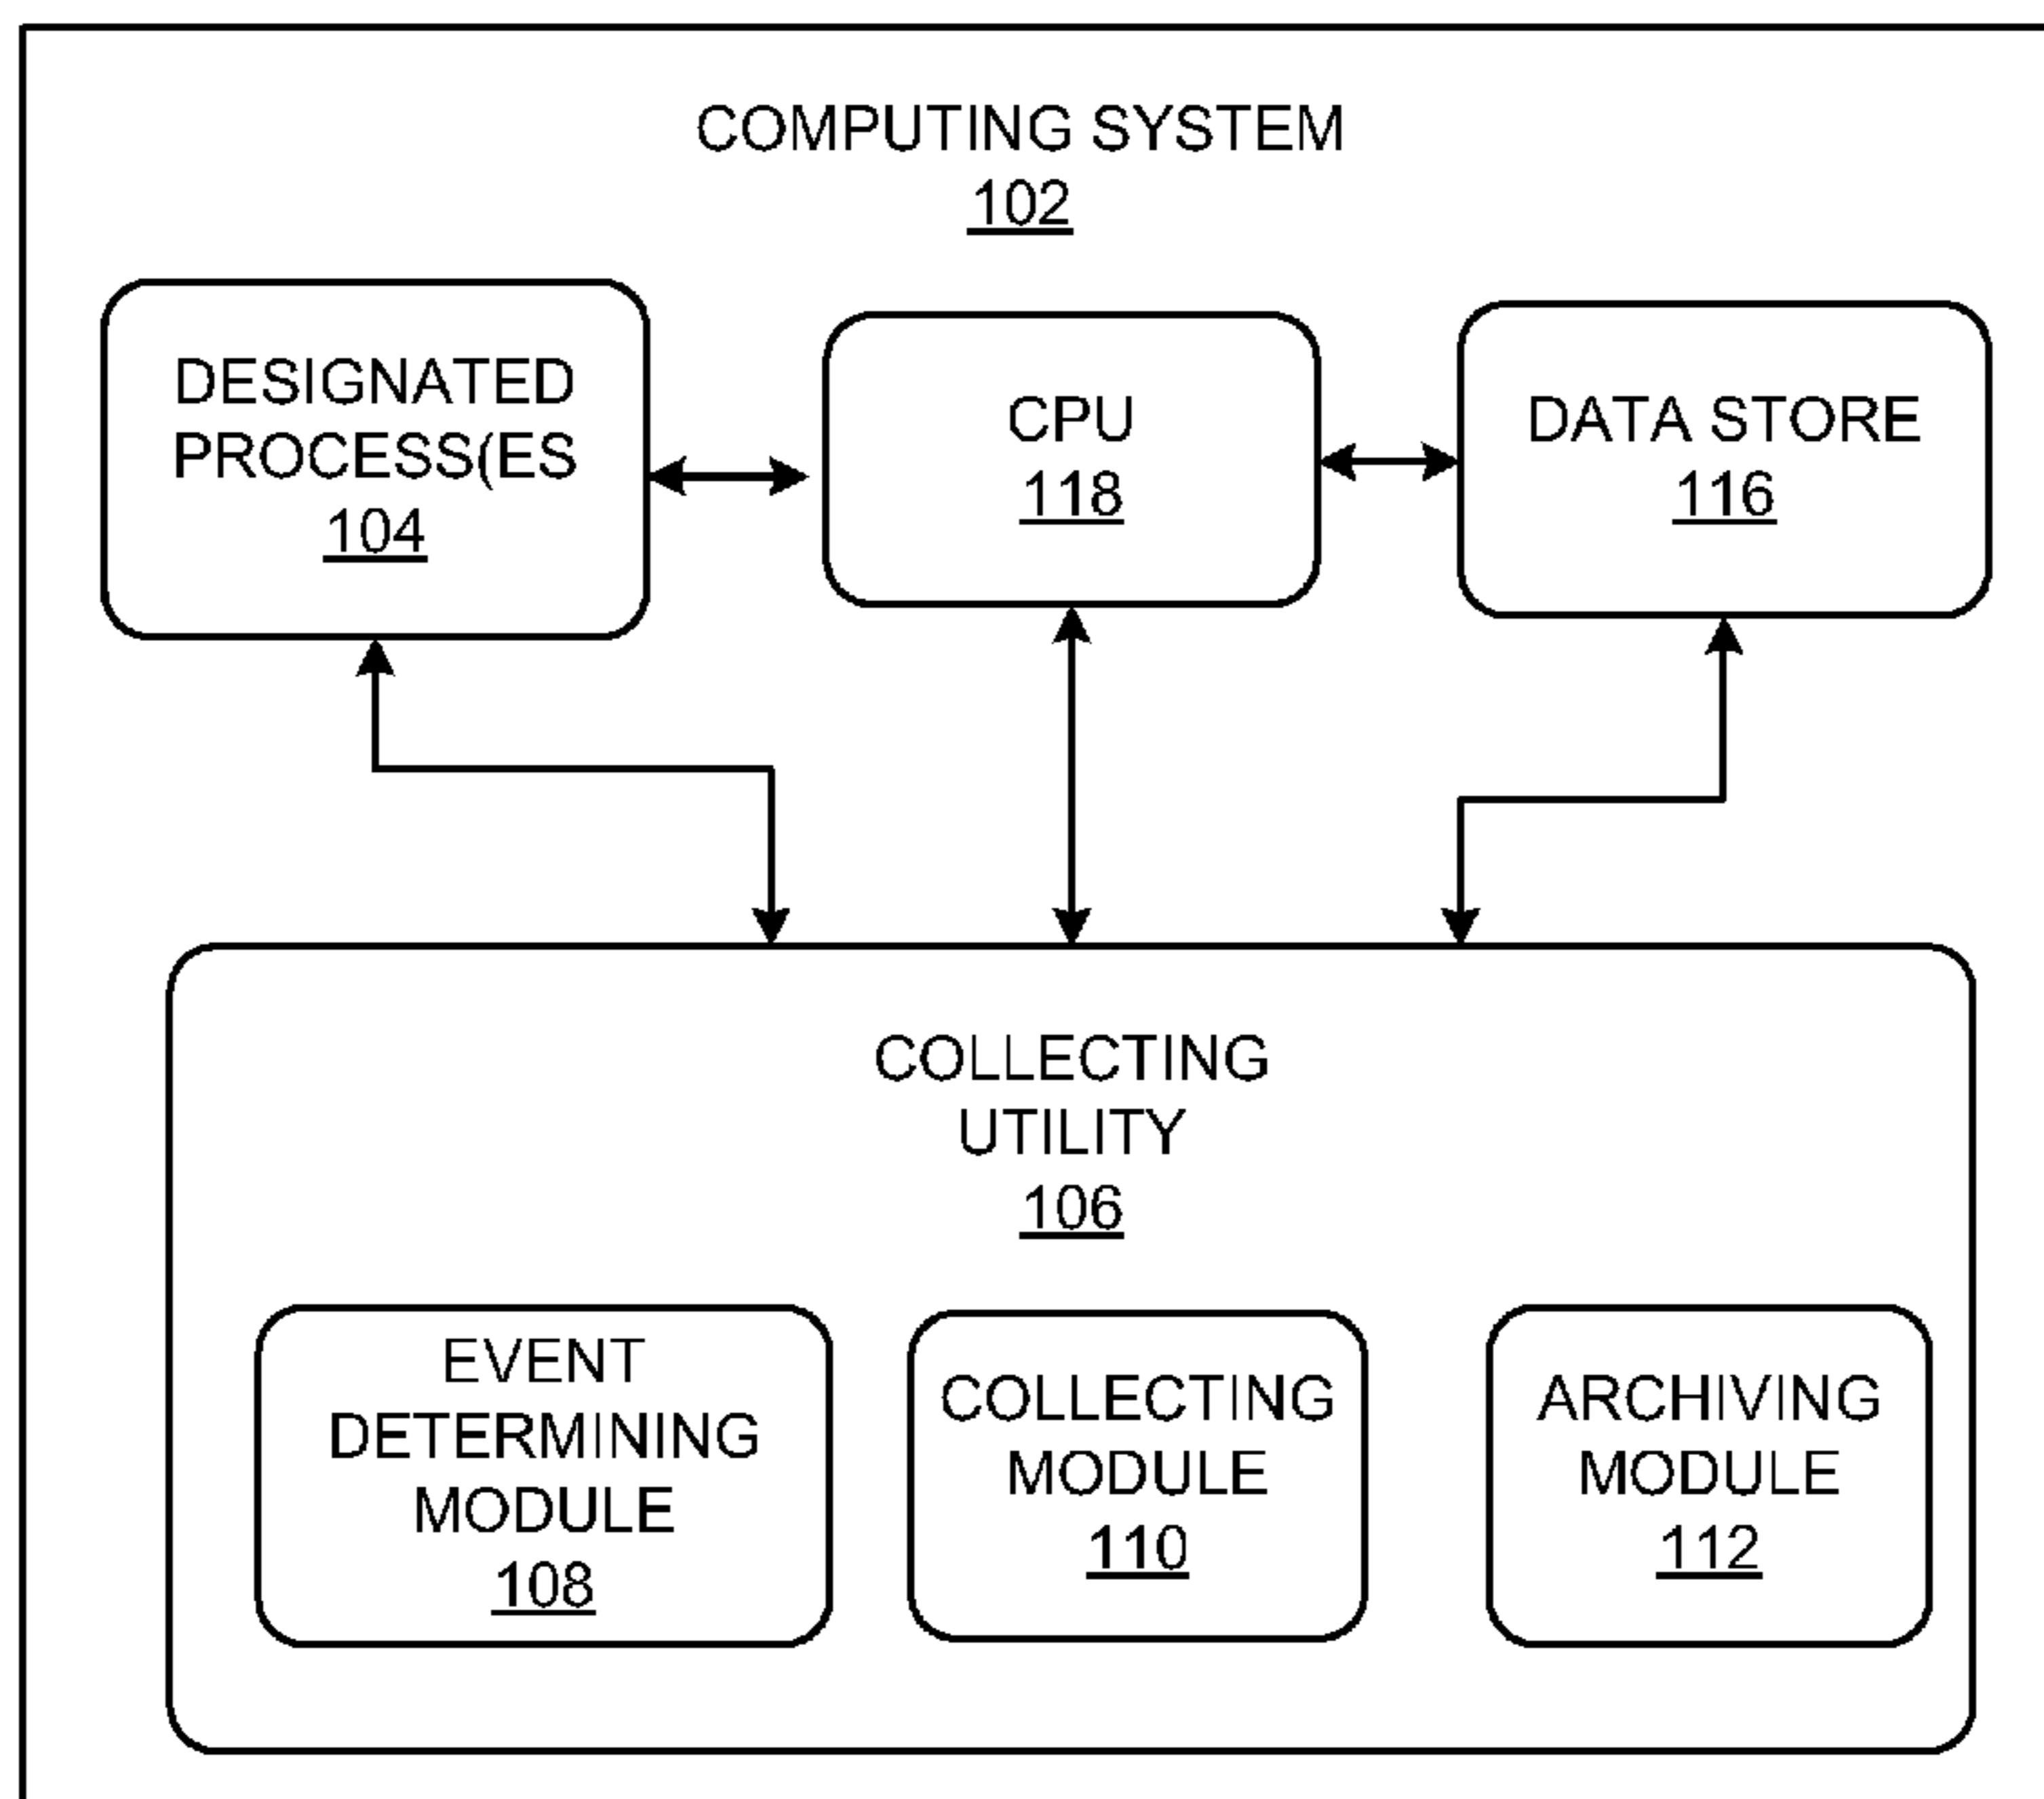 COMPUTING SYSTEM
102
DESIGNATED
PROCESS(ES
104
CPU
118
DATA STORE
116
COLLECTING
UTILITY
106
EVENT
DETERMINING
MODULE
108
COLLECTING
MODULE
110
ARCHIVING
MODULE
112